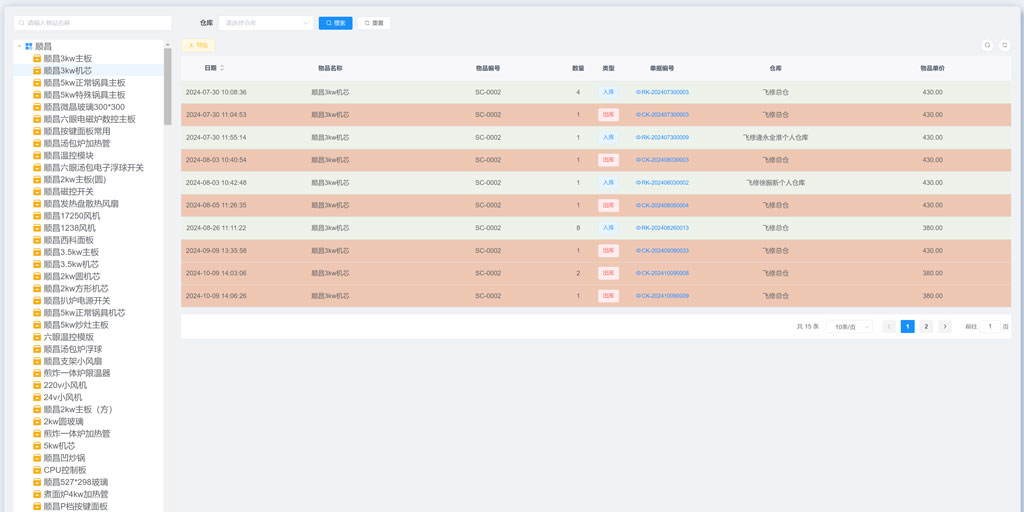 请输入物品名称
仓库 请选择仓库 搜索 重置
导出
顺昌
顺昌3kw主板
顺昌3kw机芯
顺昌5kw正常锅具主板
顺昌5kw特殊锅具主板
顺昌微晶玻璃300*300
顺昌六眼电磁炉数控主板
顺昌按键面板常用
顺昌汤包炉加热管
顺昌温控模块
顺昌六眼汤包电子浮球开关
顺昌2kw主板(圆)
顺昌磁控开关
顺昌发热盘散热风扇
顺昌17250风机
顺昌1238风机
顺昌西科面板
顺昌3.5kw主板
顺昌3.5kw机芯
顺昌2kw圆机芯
顺昌2kw方形机芯
顺昌扒炉电源开关
顺昌5kw正常锅具机芯
顺昌5kw炒灶主板
六眼温控模版
顺昌汤包炉浮球
顺昌支架小风扇
煎炸一体炉限温器
220v小风机
24v小风机
顺昌2kw主板（方）
2kw圆玻璃
煎炸一体炉加热管
5kw机芯
顺昌凹炒锅
CPU控制板
顺昌527*298玻璃
煮面炉4kw加热管
顺昌P档按键面板
日期 物品名称 物品编号 数量 类型 单据编号 仓库 物品单价
2024-07-30 10:08:36 顺昌3kw机芯 SC-0002 4 入库 RK-202407300003 飞修总仓 430.00
2024-07-30 11:04:53 顺昌3kw机芯 SC-0002 1 出库 CK-202407300003 飞修总仓 430.00
2024-07-30 11:55:14 顺昌3kw机芯 SC-0002 1 入库 RK-202407300009 飞修逄永全淮个人仓库 430.00
2024-08-03 10:40:54 顺昌3kw机芯 SC-0002 1 出库 CK-202408030003 飞修总仓 430.00
2024-08-03 10:42:48 顺昌3kw机芯 SC-0002 1 入库 RK-202408030002 飞修徐振新个人仓库 430.00
2024-08-05 11:26:35 顺昌3kw机芯 SC-0002 1 出库 CK-202408050004 飞修总仓 430.00
2024-08-26 11:11:22 顺昌3kw机芯 SC-0002 8 入库 RK-202408260013 飞修总仓 380.00
2024-09-09 13:35:58 顺昌3kw机芯 SC-0002 1 出库 CK-202409090033 飞修总仓 430.00
2024-10-09 14:03:06 顺昌3kw机芯 SC-0002 2 出库 CK-202410090008 飞修总仓 380.00
2024-10-09 14:06:26 顺昌3kw机芯 SC-0002 1 出库 CK-202410090009 飞修总仓 380.00
共 15 条 10条/页 1 2 前往 1 页